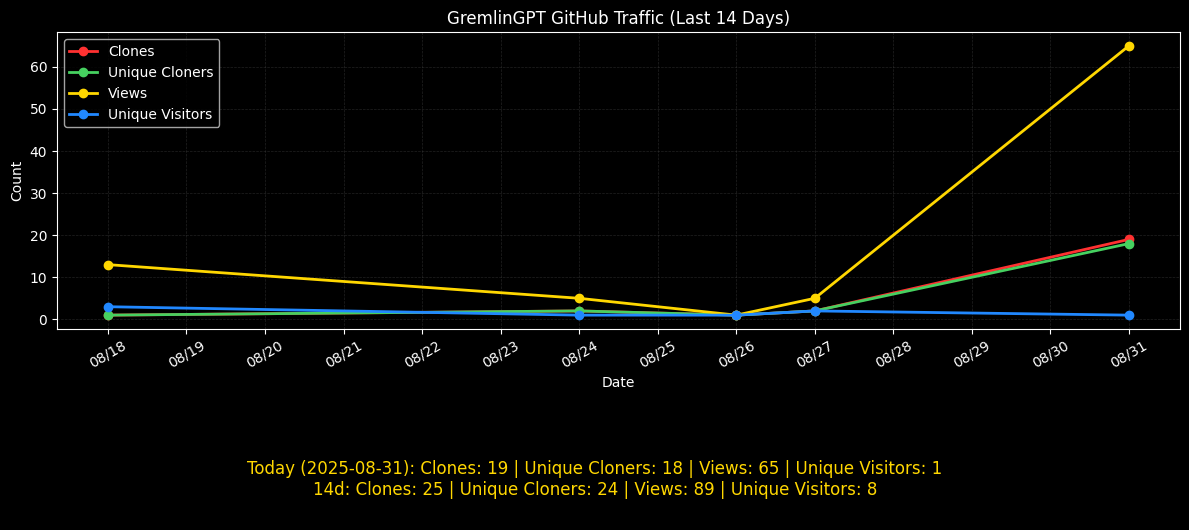 GremlinGPT GitHub Traffic (Last 14 Days)
Clones
Unique Cloners
Views
Unique Visitors
Count
60
50
40
30
20
10
0
08/18 08/19 08/20 08/21 08/22 08/23 08/24 08/25 08/26 08/27 08/28 08/29 08/30 08/31
Date
Today (2025-08-31): Clones: 19 | Unique Cloners: 18 | Views: 65 | Unique Visitors: 1
14d: Clones: 25 | Unique Cloners: 24 | Views: 89 | Unique Visitors: 8